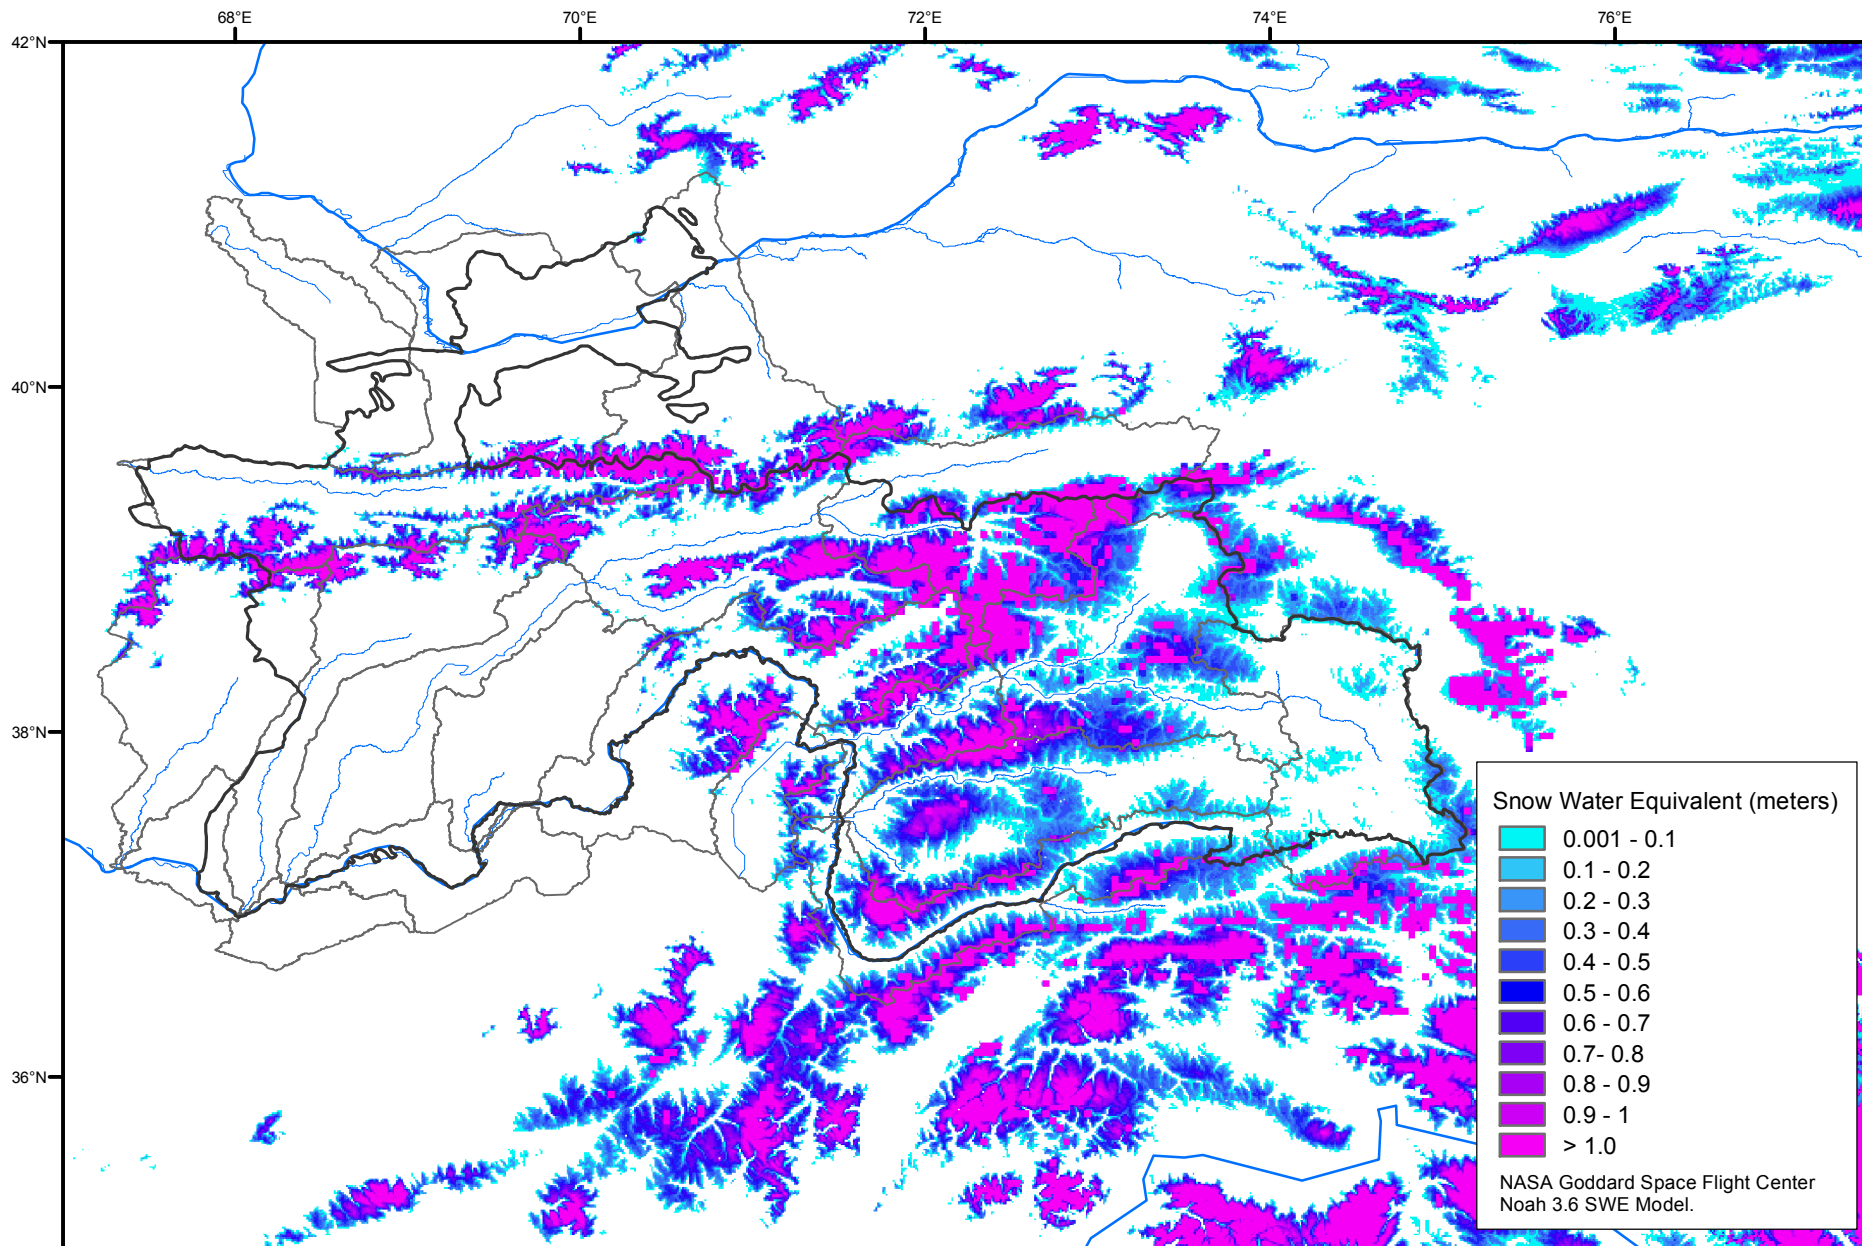 68°E 70°E 72°E 74°E 76°E
42°N
40°N
38°N
36°N
Snow Water Equivalent (meters)
0.001 - 0.1
0.1 - 0.2
0.2 - 0.3
0.3 - 0.4
0.4 - 0.5
0.5 - 0.6
0.6 - 0.7
0.7- 0.8
0.8 - 0.9
0.9 - 1
> 1.0
NASA Goddard Space Flight Center
Noah 3.6 SWE Model.